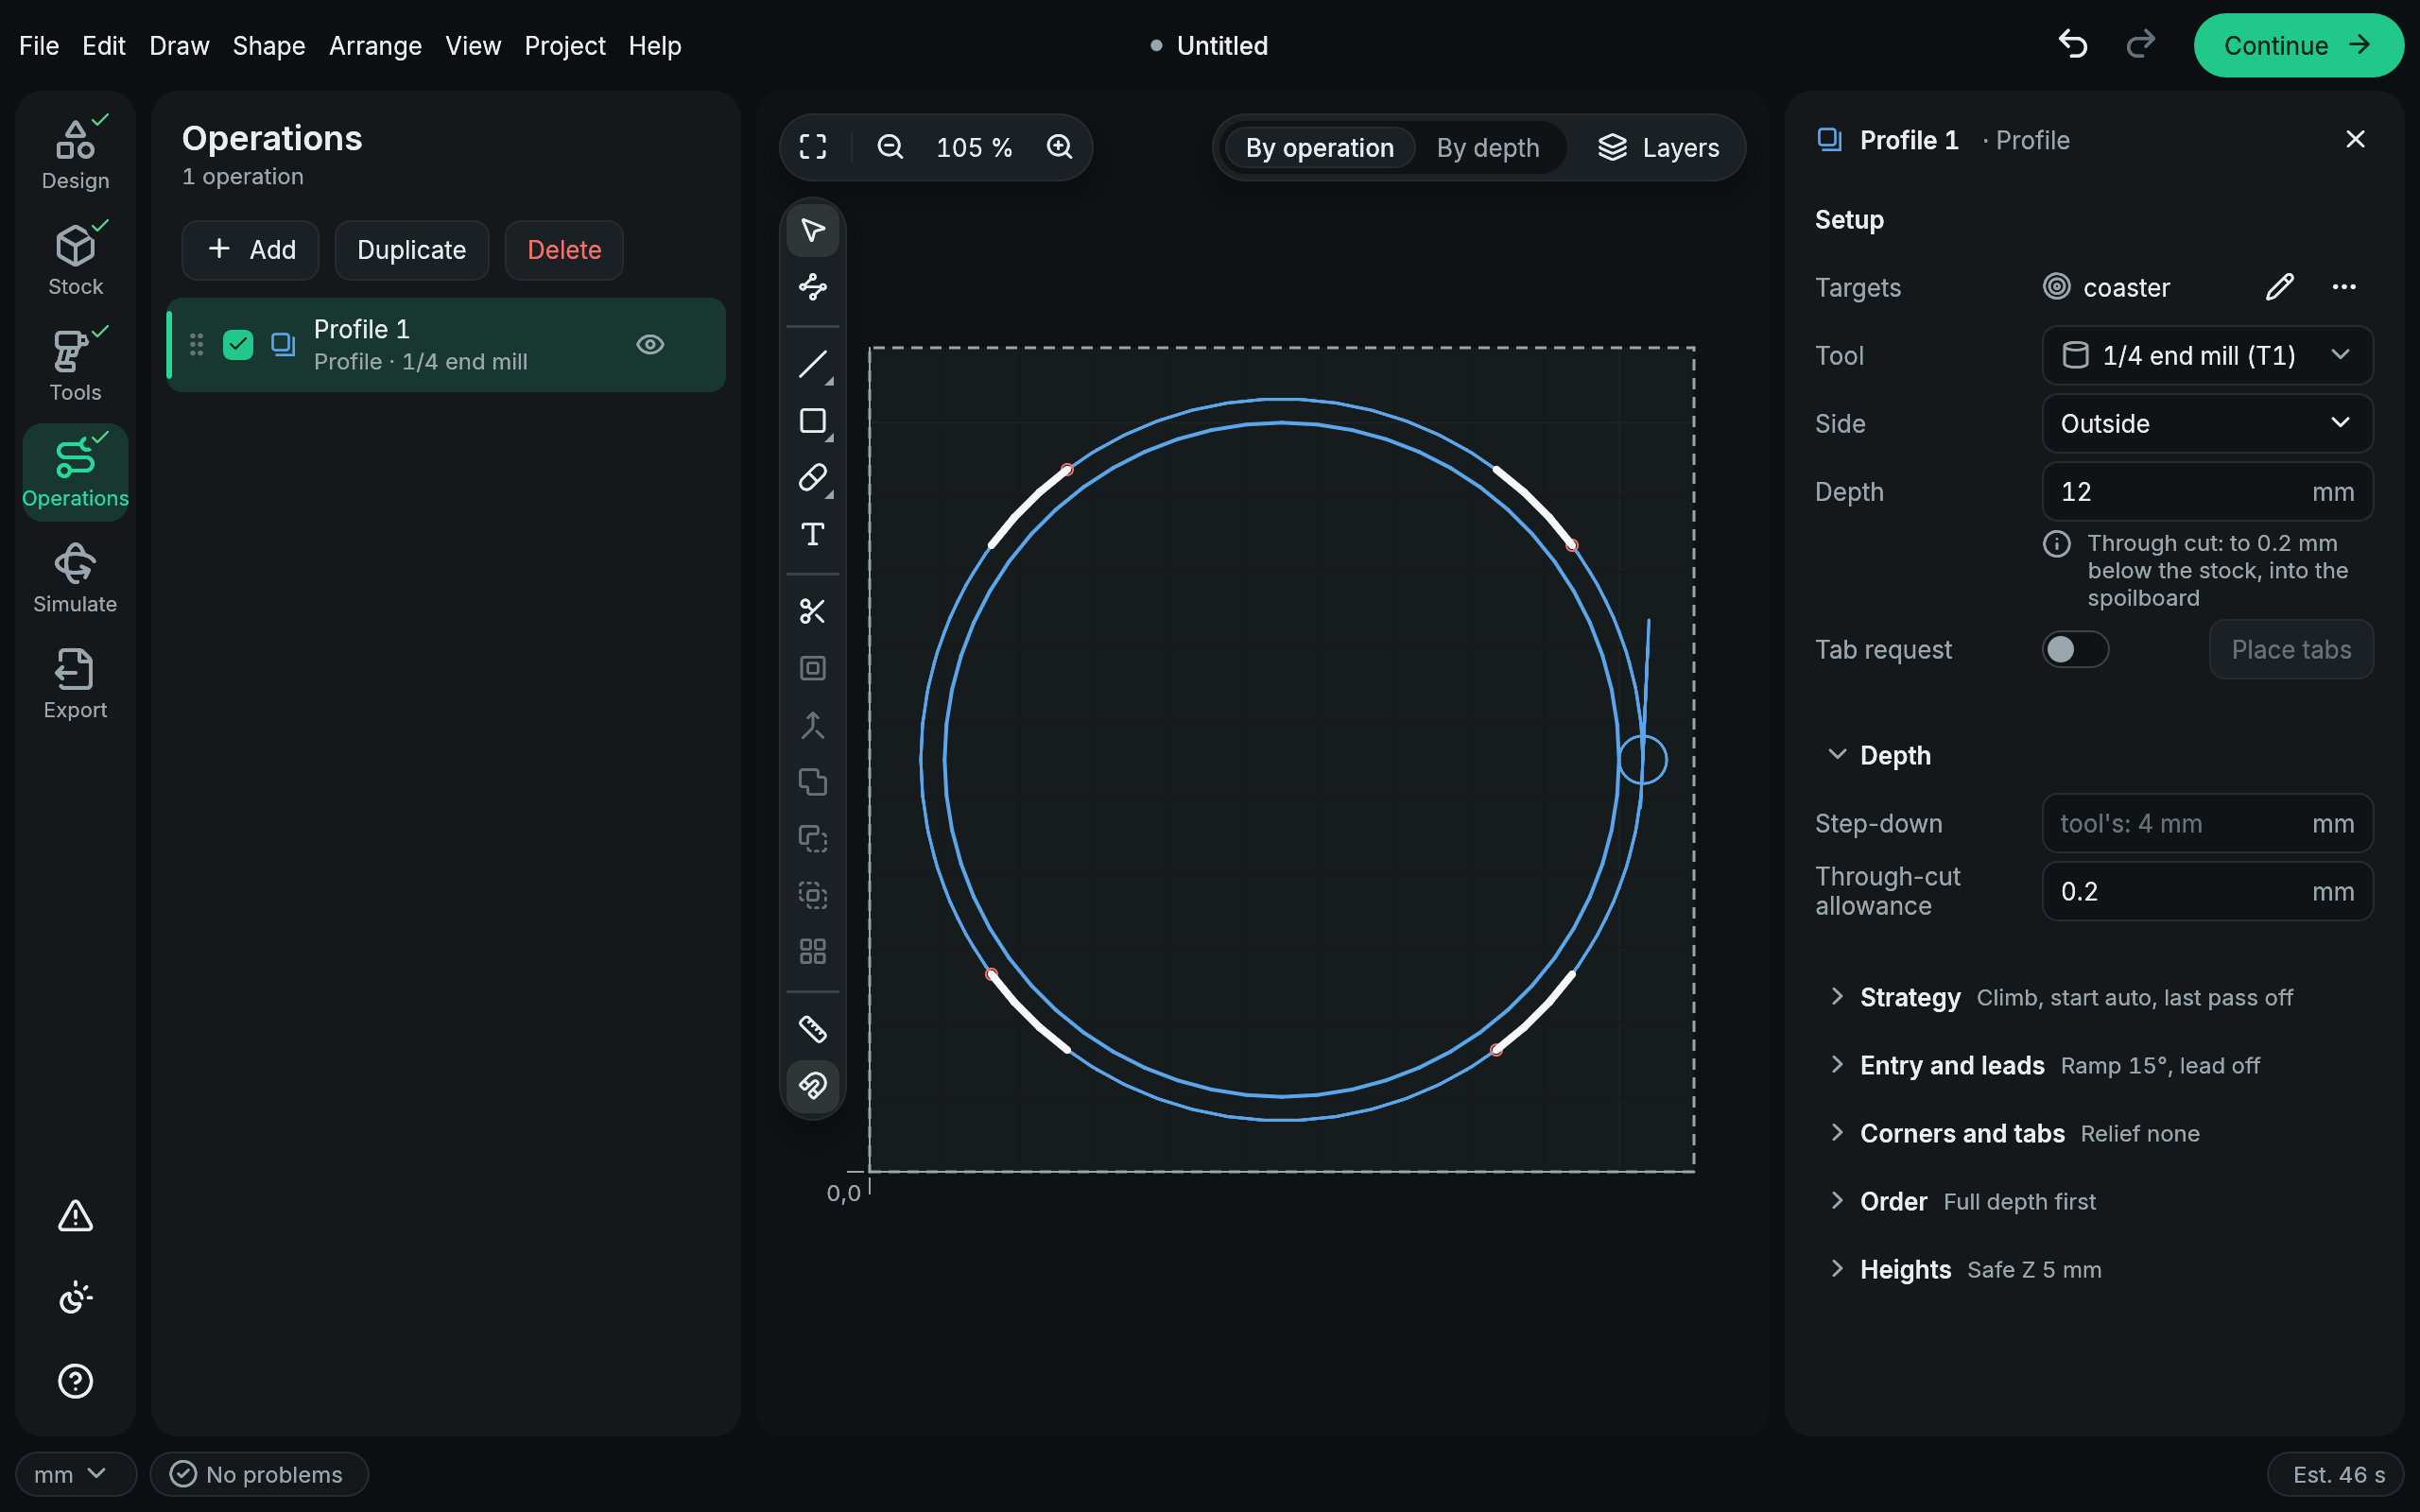 File Edit Draw Shape Arrange View Project Help
Untitled
Continue
Design
Stock
Tools
Operations
Simulate
Export
Operations
1 operation
Add Duplicate Delete
Profile 1
Profile · 1/4 end mill
105 %
By operation By depth Layers
0,0
Profile 1 · Profile
Setup
Targets coaster
Tool 1/4 end mill (T1)
Side Outside
Depth 12 mm
Through cut: to 0.2 mm
below the stock, into the
spoilboard
Tab request Place tabs
Depth
Step-down tool's: 4 mm mm
Through-cut
allowance 0.2 mm
Strategy Climb, start auto, last pass off
Entry and leads Ramp 15°, lead off
Corners and tabs Relief none
Order Full depth first
Heights Safe Z 5 mm
mm No problems
Est. 46 s